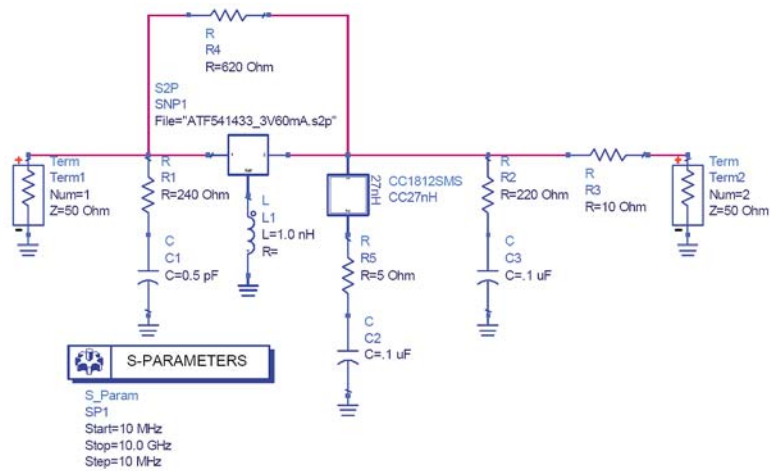 R
R4
R=620 Ohm
S2P
SNP1
File="ATF541433_3V60mA.s2p"
+
Term
Term1
Num=1
Z=50 Ohm
-
R
R1
R=240 Ohm
C
C1
C=0.5 pF
1
2
L
L1
L=1.0 nH
R=
27nH
CC1812SMS
CC27nH
R
R5
R=5 Ohm
C
C2
C=.1 uF
R
R2
R=220 Ohm
C
C3
C=.1 uF
R
R3
R=10 Ohm
+
Term
Term2
Num=2
Z=50 Ohm
-
S-PARAMETERS
S_Param
SP1
Start=10 MHz
Stop=10.0 GHz
Step=10 MHz